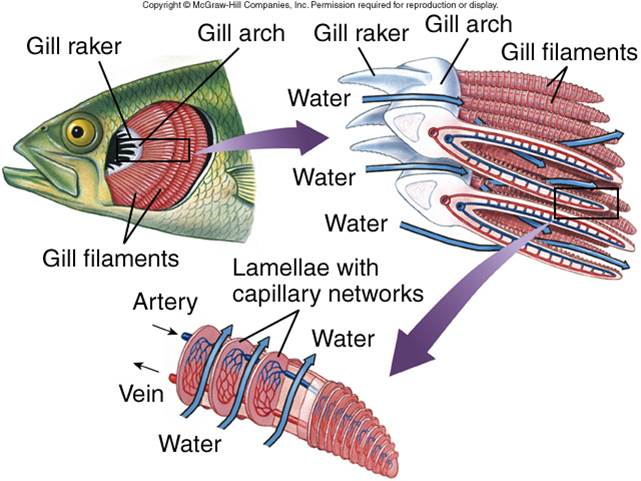 Copyright © McGraw-Hill Companies, Inc. Permission required for reproduction or display.
Gill raker
Gill arch
Gill filaments
Gill raker
Gill arch
Gill filaments
Water
Water
Water
Lamellae with
capillary networks
Artery
Vein
Water
Water